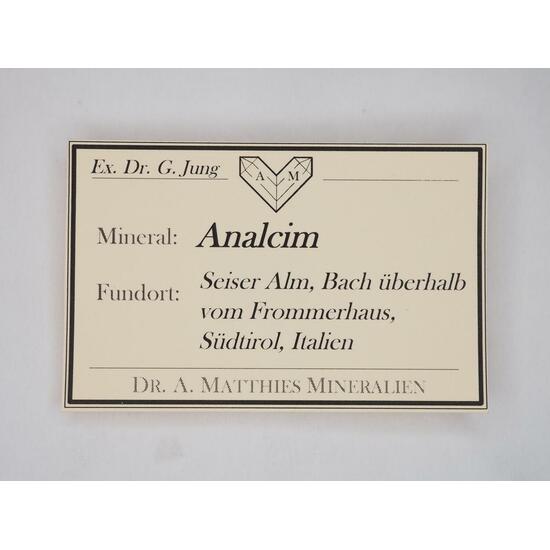 Ex. Dr. G. Jung
A M
Mineral: Analcim
Fundort: Seiser Alm, Bach überhalb
vom Frommerhaus,
Südtirol, Italien
DR. A. MATTHIES MINERALIEN